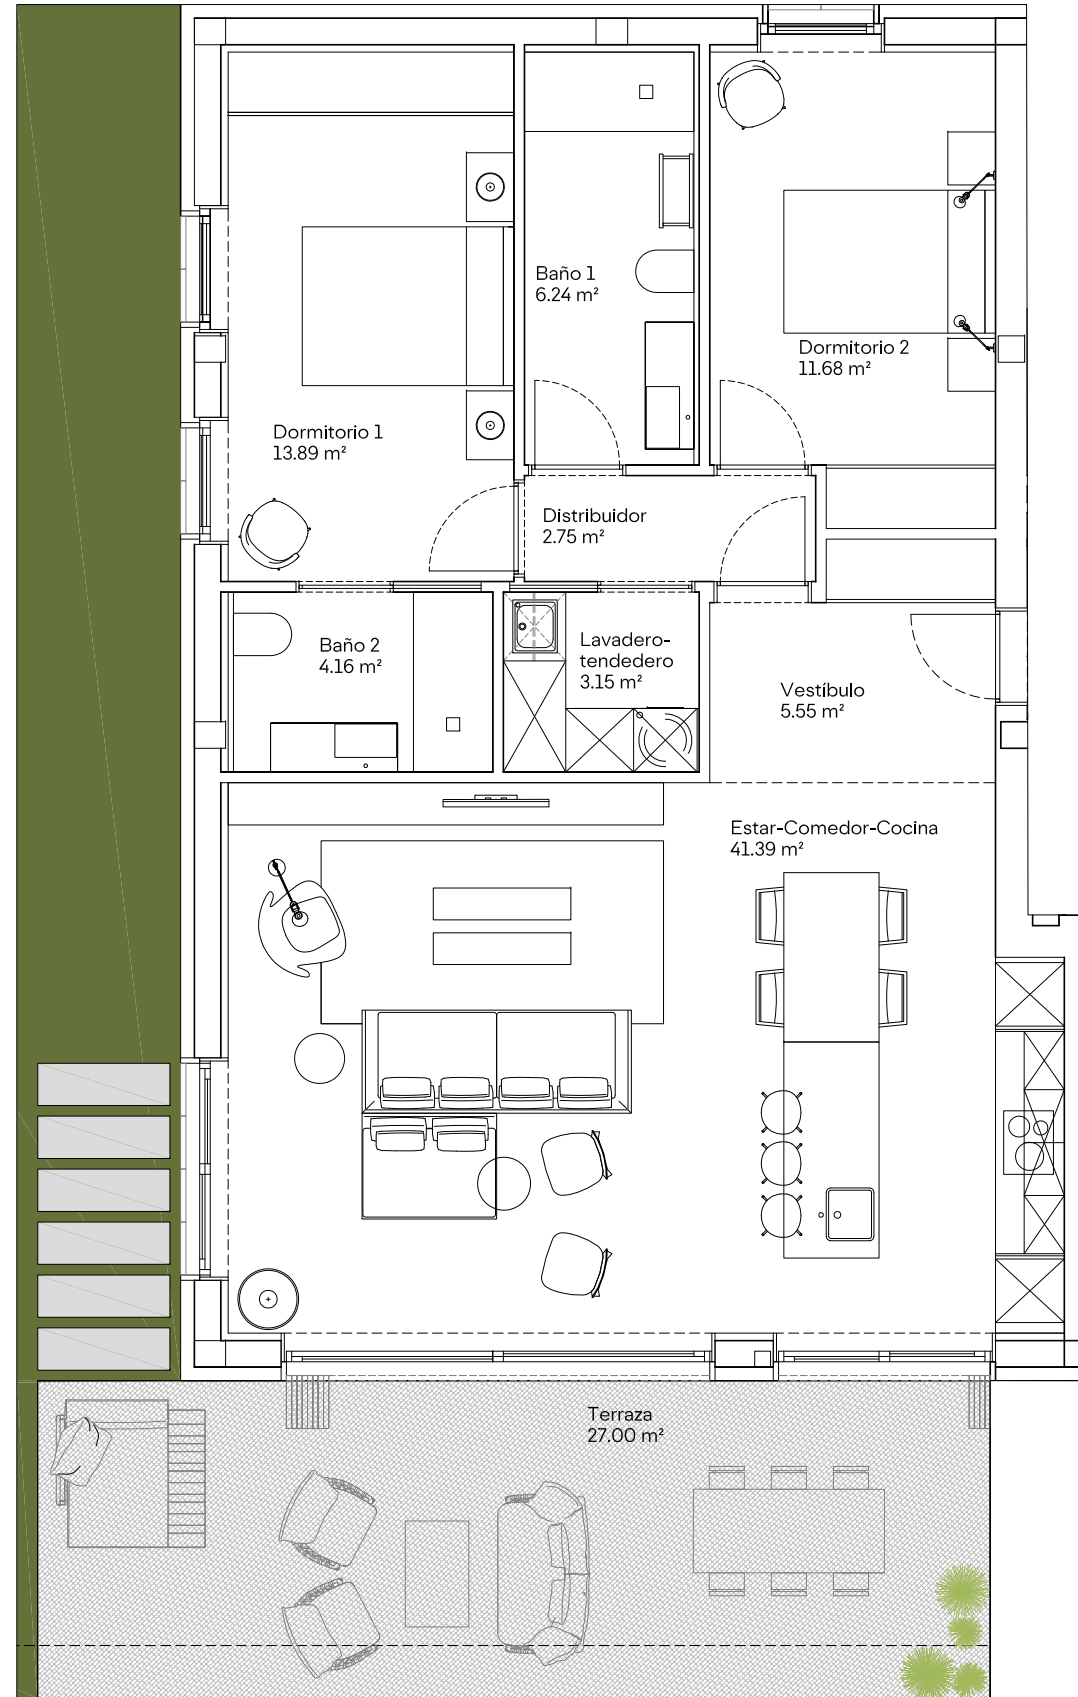 Baño 1
6.24 m²
Dormitorio 2
11.68 m²
Dormitorio 1
13.89 m²
Distribuidor
2.75 m²
Baño 2
4.16 m²
Lavadero-
tendedero
3.15 m²
Vestíbulo
5.55 m²
Estar-Comedor-Cocina
41.39 m²
Terraza
27.00 m²